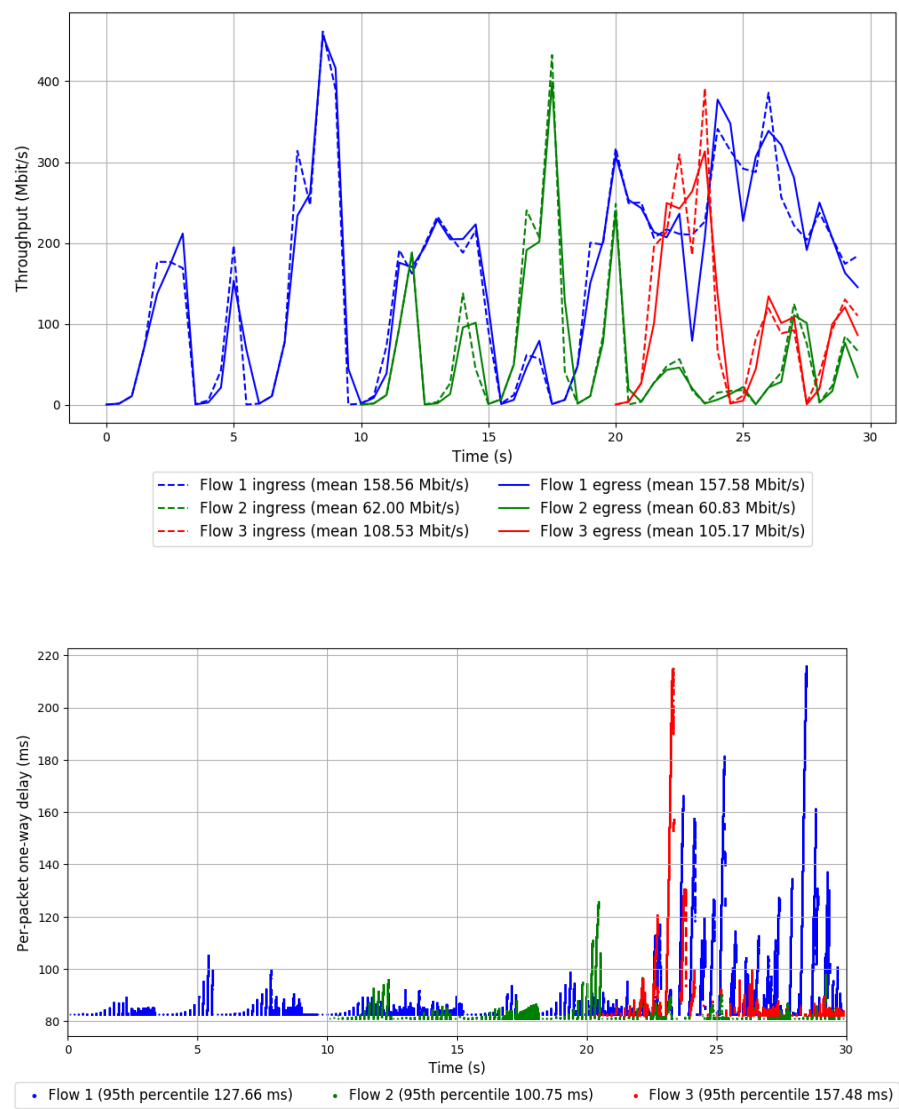 400
300
200
100
0
Throughput (Mbit/s)
0 5 10 15 20 25 30
Time (s)
Flow 1 ingress (mean 158.56 Mbit/s) Flow 1 egress (mean 157.58 Mbit/s)
Flow 2 ingress (mean 62.00 Mbit/s) Flow 2 egress (mean 60.83 Mbit/s)
Flow 3 ingress (mean 108.53 Mbit/s) Flow 3 egress (mean 105.17 Mbit/s)
220
200
180
160
140
120
100
80
Per-packet one-way delay (ms)
0 5 10 15 20 25 30
Time (s)
Flow 1 (95th percentile 127.66 ms) Flow 2 (95th percentile 100.75 ms) Flow 3 (95th percentile 157.48 ms)